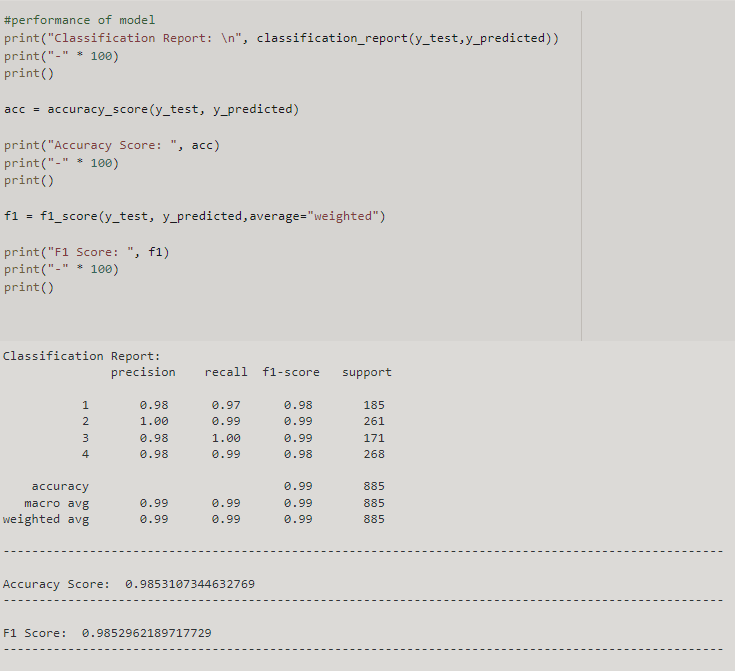 #performance of model
print("Classification Report: \n", classification_report(y_test,y_predicted))
print("-" * 100)
print()
acc = accuracy_score(y_test, y_predicted)
print("Accuracy Score: ", acc)
print("-" * 100)
print()
f1 = f1_score(y_test, y_predicted,average="weighted")
print("F1 Score: ", f1)
print("-" * 100)
print()
Classification Report:
precision recall f1-score support
1 0.98 0.97 0.98 185
2 1.00 0.99 0.99 261
3 0.98 1.00 0.99 171
4 0.98 0.99 0.98 268
accuracy 0.99 885
macro avg 0.99 0.99 0.99 885
weighted avg 0.99 0.99 0.99 885
----------------------------------------------------------------------------------------------------
Accuracy Score:  0.9853107344632769
----------------------------------------------------------------------------------------------------
F1 Score:  0.9852962189717729
----------------------------------------------------------------------------------------------------